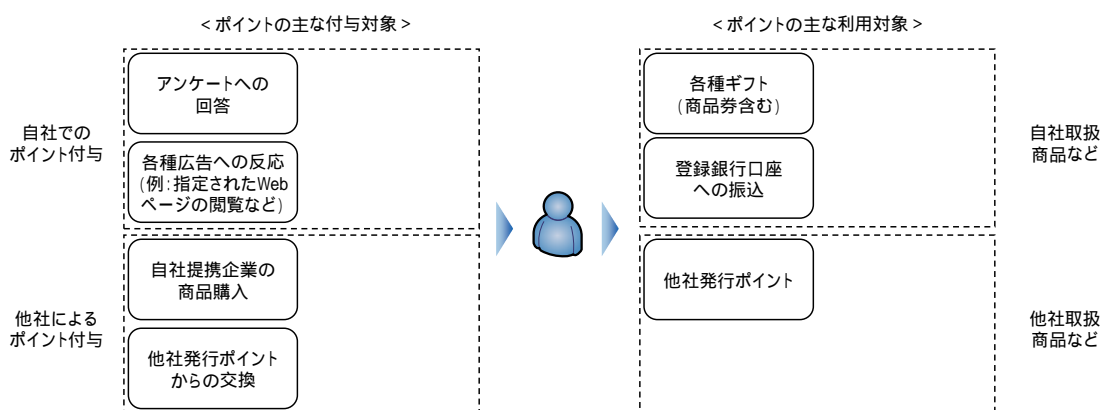 <ポイントの主な付与対象>
<ポイントの主な利用対象>
自社での
ポイント付与
アンケートへの
回答
各種広告への反応
(例:指定されたWeb
ページの閲覧など)
他社による
ポイント付与
自社提携企業の
商品購入
他社発行ポイント
からの交換
各種ギフト
(商品券含む)
登録銀行口座
への振込
自社取扱
商品など
他社発行ポイント
他社取扱
商品など